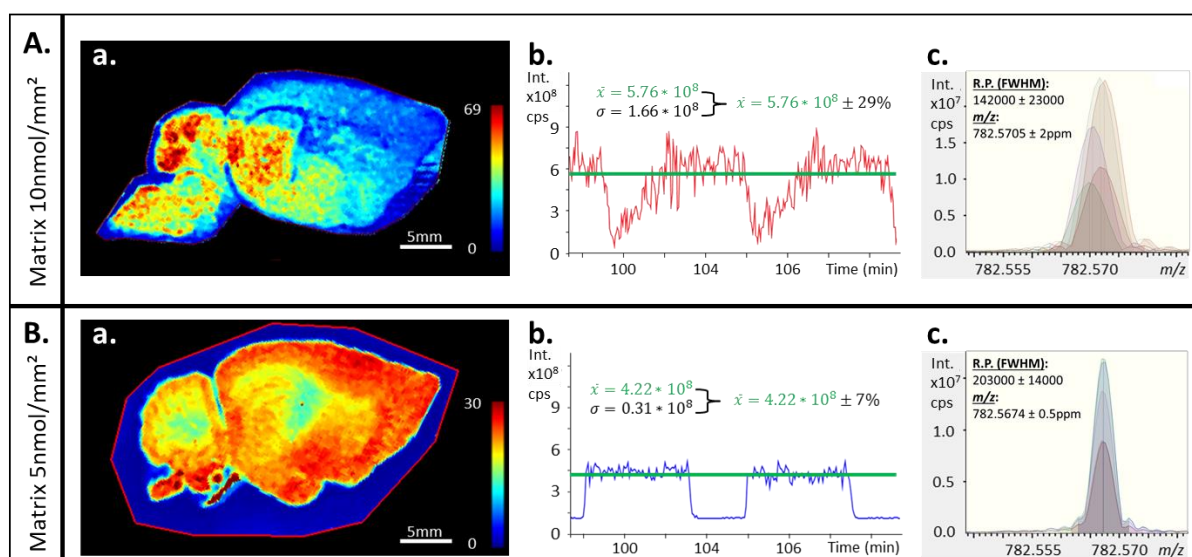 A.
Matrix 10nmol/mm²
a.
69
0
5mm
b.
Int.
x10⁸
cps
x̄ = 5.76 * 10⁸
σ = 1.66 * 10⁸
x̄ = 5.76 * 10⁸ ± 29%
9
6
3
0
100 104 106 Time (min)
c.
Int.
x10⁷
cps
R.P. (FWHM):
142000 ± 23000
m/z:
782.5705 ± 2ppm
1.5
1.0
0.5
0.0
782.555 782.570 m/z
B.
Matrix 5nmol/mm²
a.
30
0
5mm
b.
Int.
x10⁸
cps
x̄ = 4.22 * 10⁸
σ = 0.31 * 10⁸
x̄ = 4.22 * 10⁸ ± 7%
9
6
3
0
100 104 106 Time (min)
c.
Int.
x10⁷
cps
R.P. (FWHM):
203000 ± 14000
m/z:
782.5674 ± 0.5ppm
1.0
0.5
0.0
782.555 782.570 m/z